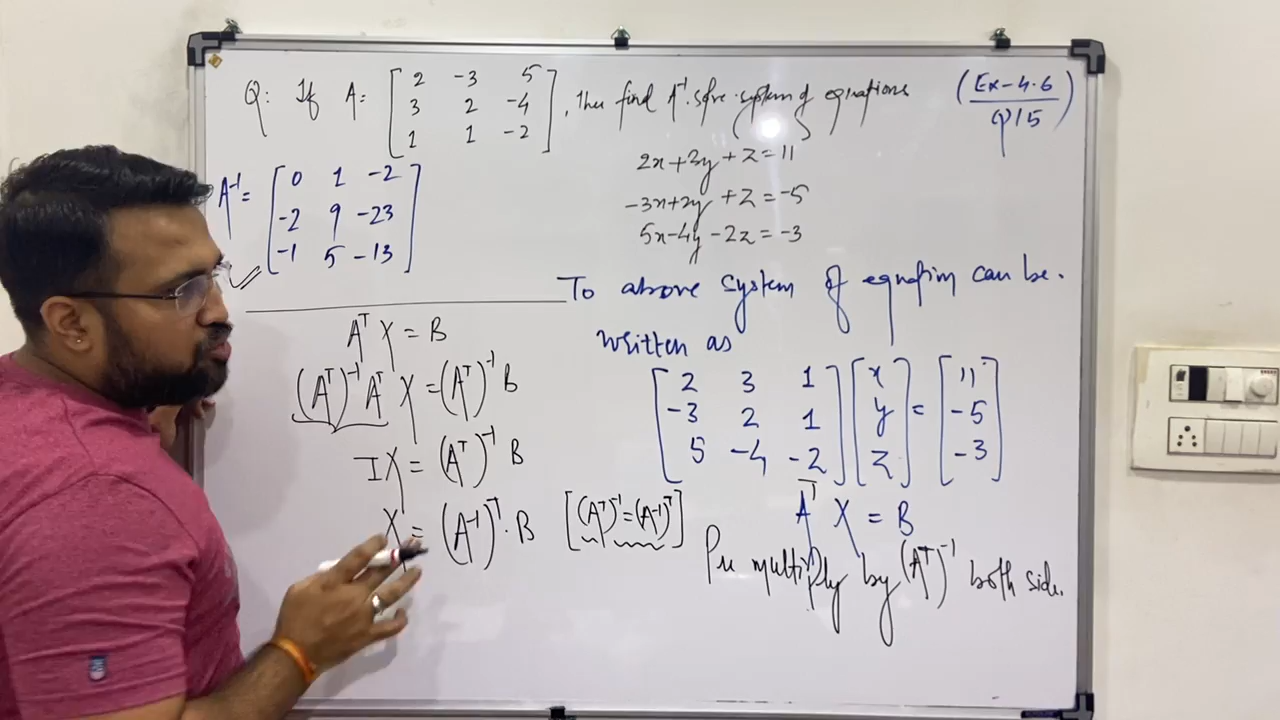 Q: If A= [ 2 -3 5
3 2 -4
1 1 -2 ], then find A⁻¹. solve system of equations
(Ex-4.6 / Q15)
2x+3y+z=11
-3x+2y+z=-5
5x-4y-2z=-3
A⁻¹= [ 0 1 -2
-2 9 -23
-1 5 -13 ]
To above system of equation can be.
written as
[ 2 3 1 ] [ x ] = [ 11 ]
[ -3 2 1 ] [ y ] = [ -5 ]
[ 5 -4 -2 ] [ z ] = [ -3 ]
Aᵀ X = B
Pre multiply by (Aᵀ)⁻¹ both side.
Aᵀ X = B
(Aᵀ)⁻¹ Aᵀ X = (Aᵀ)⁻¹ B
IX = (Aᵀ)⁻¹ B
X = (A⁻¹)ᵀ . B [(Aᵀ)⁻¹ = (A⁻¹)ᵀ]